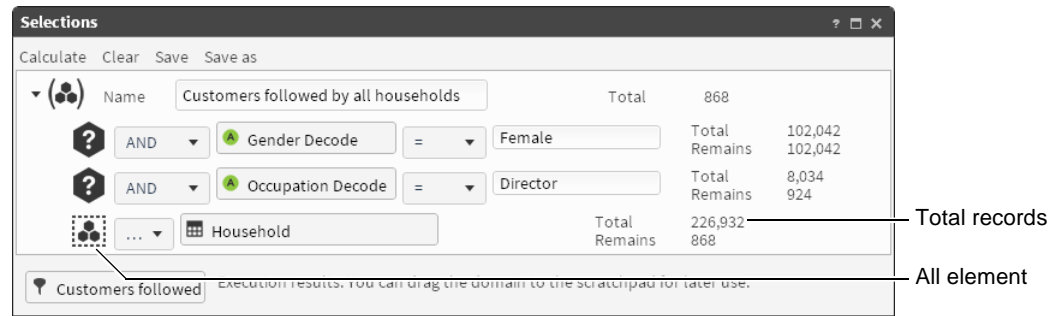 Selections ?
Calculate Clear Save Save as
Name Customers followed by all households Total 868
? AND A Gender Decode = Female Total 102,042
Remains 102,042
? AND A Occupation Decode = Director Total 8,034
Remains 924
... Household Total 226,932
Remains 868
Total records
All element
Customers followed Execution results. You can drag the domain to the scratchpad for later use.